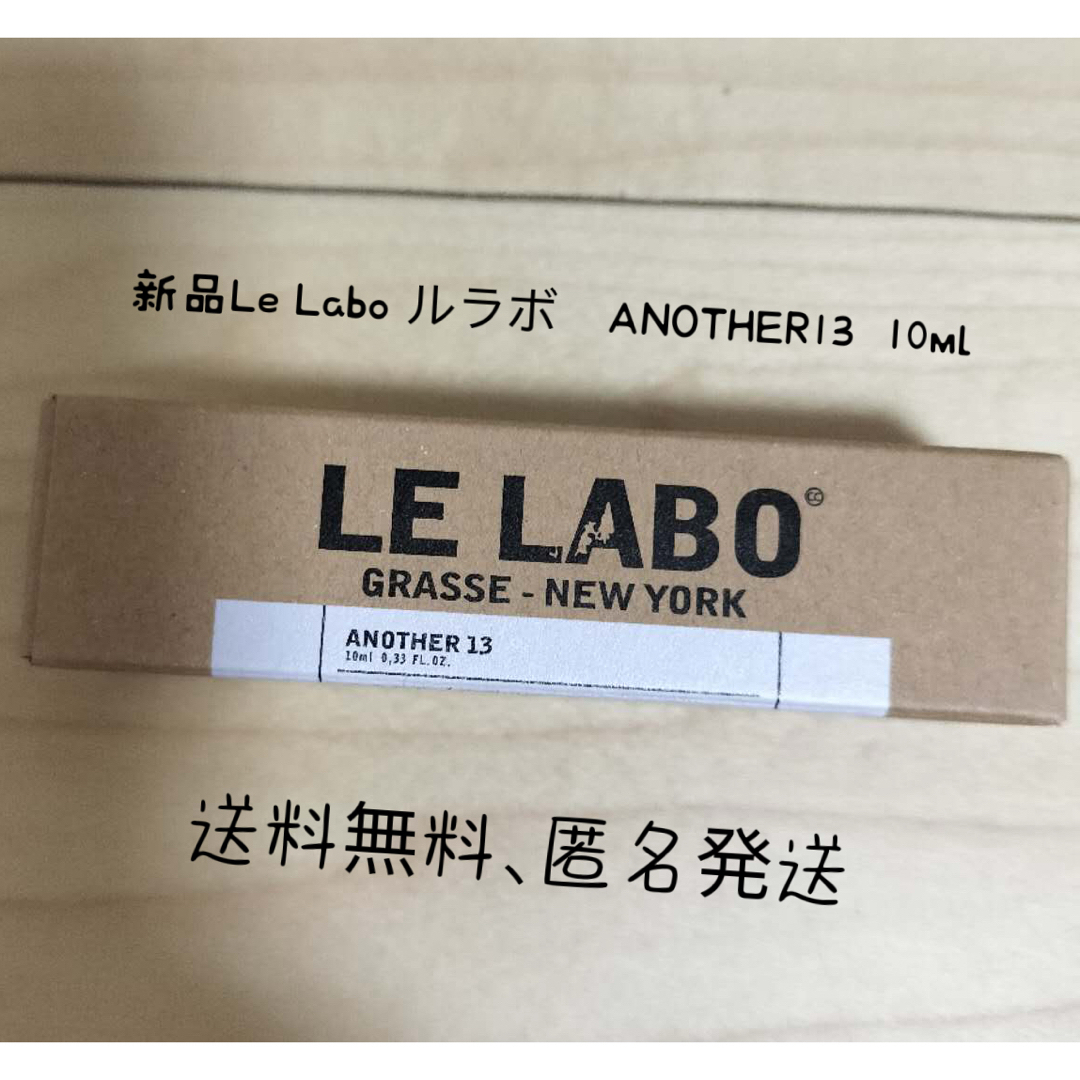 新品Le Labo ルラボ　ANOTHER13 10ml
LE LABO
GRASSE - NEW YORK
ANOTHER 13
10ml 0,33 FL.OZ.
送料無料、匿名発送